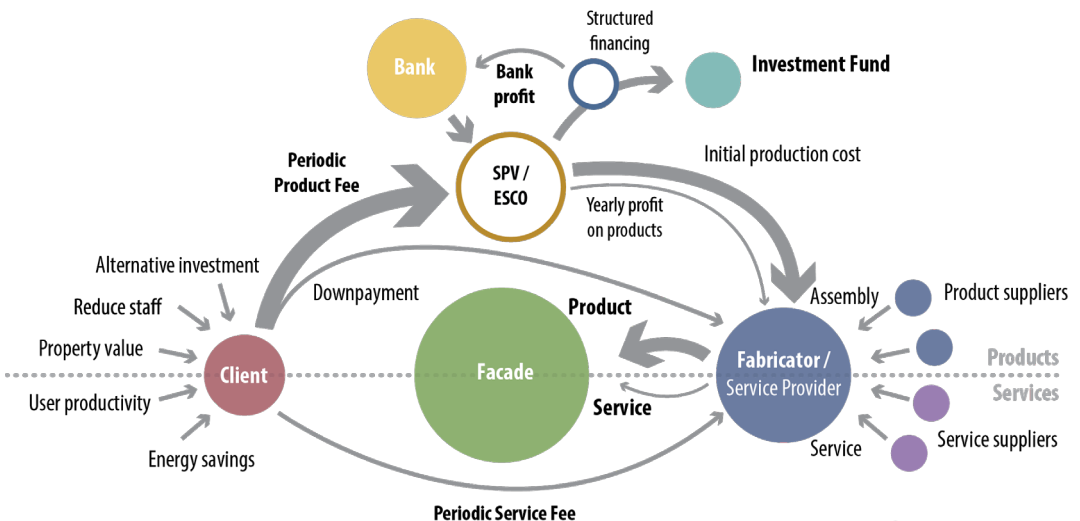 Structured
financing
Bank
Bank
profit
Investment Fund
Periodic
Product Fee
SPV /
ESCO
Initial production cost
Yearly profit
on products
Alternative investment
Downpayment
Reduce staff
Product
Assembly
Product suppliers
Property value
Client
Facade
Fabricator /
Service Provider
Products
Services
User productivity
Service
Energy savings
Service
Service suppliers
Periodic Service Fee